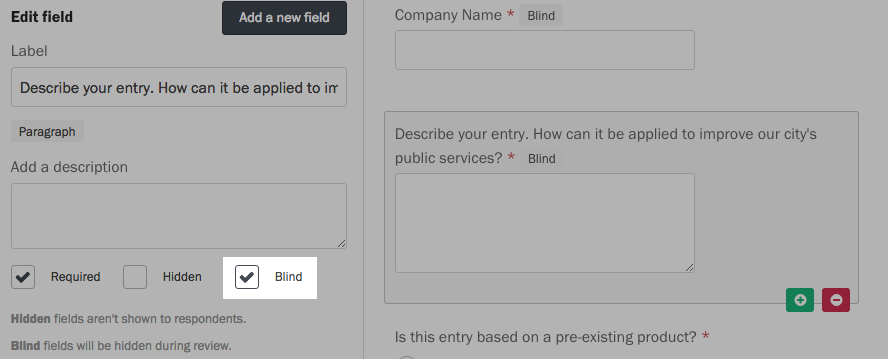 Edit field
Add a new field
Label
Describe your entry. How can it be applied to im
Paragraph
Add a description
Required
Hidden
Blind
Hidden fields aren't shown to respondents.
Blind fields will be hidden during review.
Company Name * Blind
Describe your entry. How can it be applied to improve our city's
public services? * Blind
Is this entry based on a pre-existing product? *